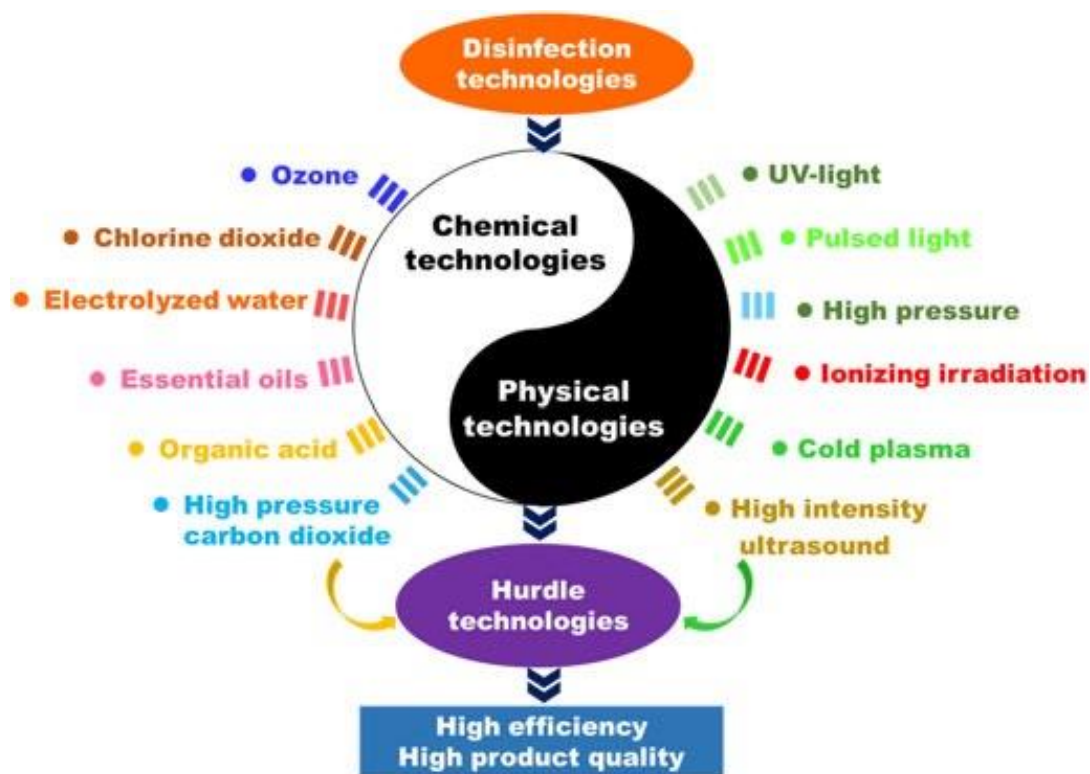 Disinfection
technologies
Chemical
technologies
Physical
technologies
● Ozone
● Chlorine dioxide
● Electrolyzed water
● Essential oils
● Organic acid
● High pressure
carbon dioxide
● UV-light
● Pulsed light
● High pressure
● Ionizing irradiation
● Cold plasma
● High intensity
ultrasound
Hurdle
technologies
High efficiency
High product quality